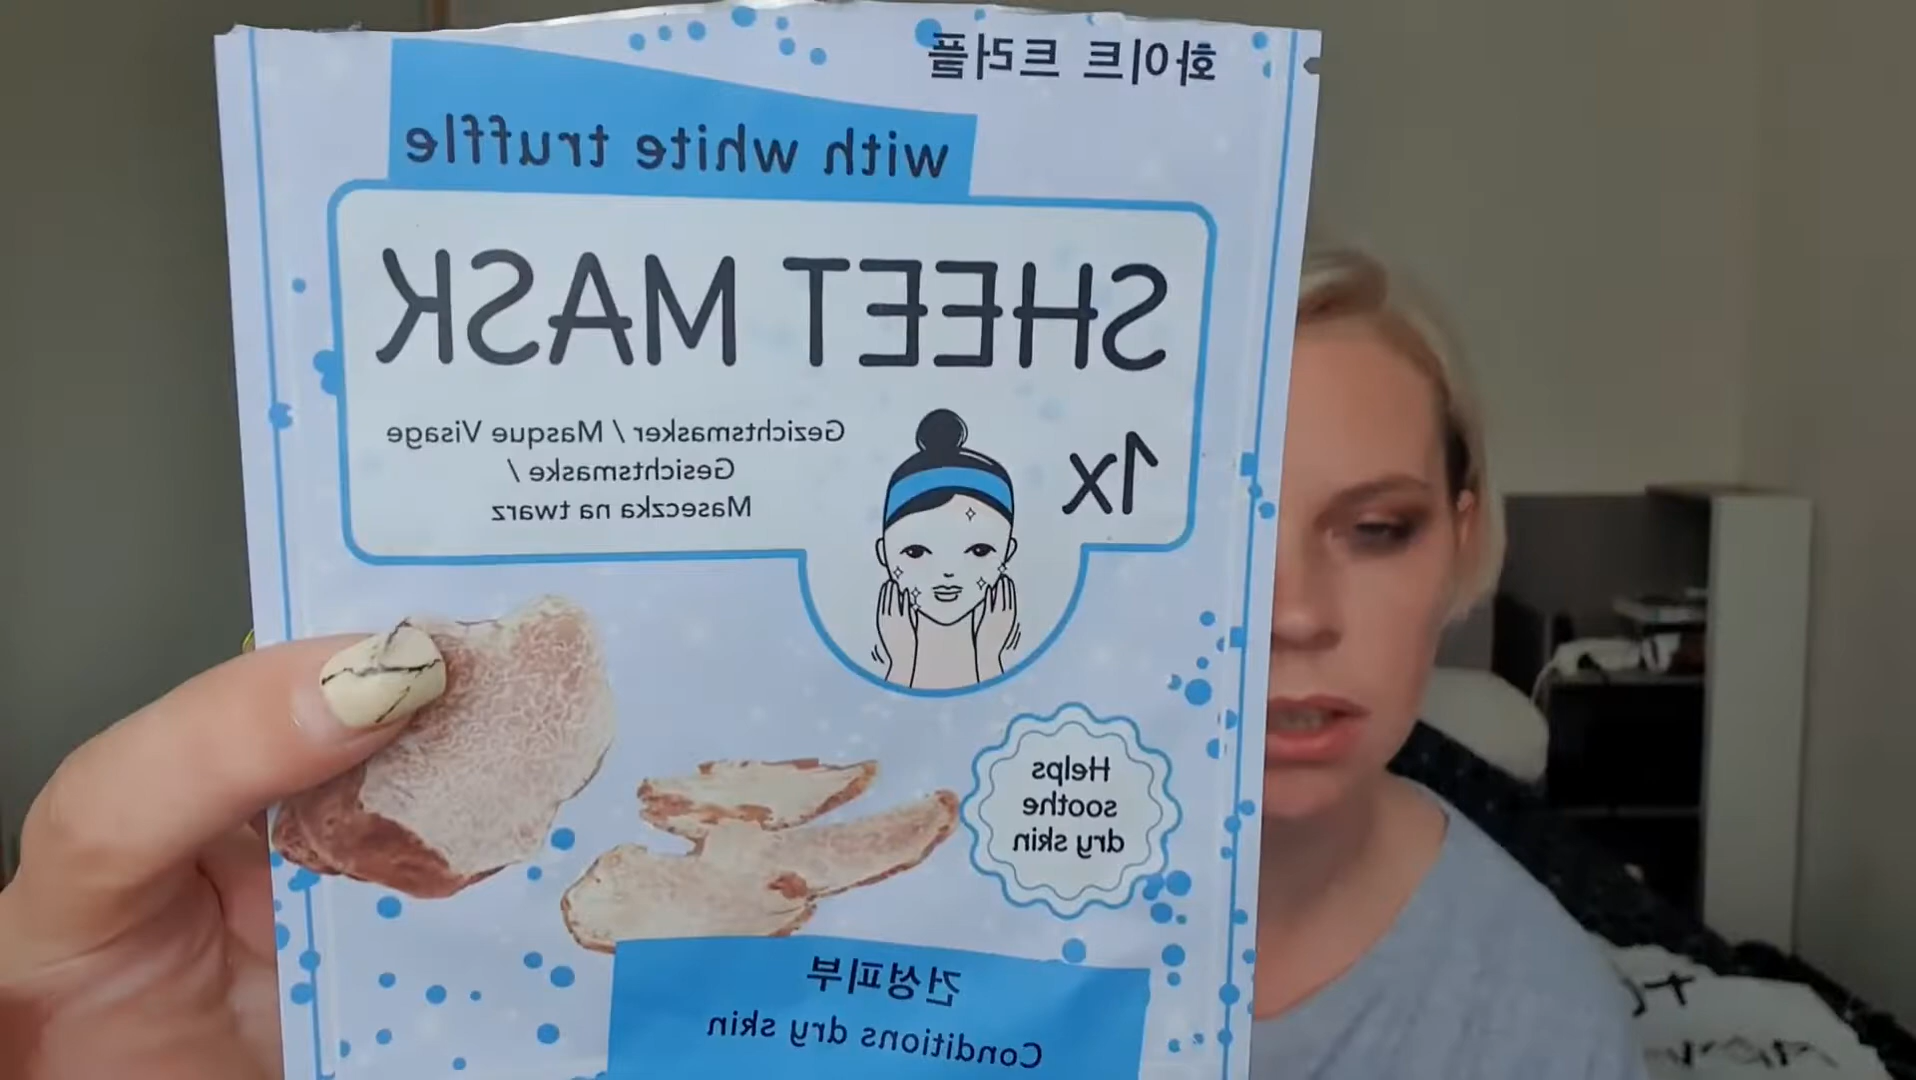 화이트 트러플
with white truffle
SHEET MASK
1x
Gezichtsmasker / Masque Visage
Gesichtsmaske /
Maseczka na twarz
Helps
soothe
dry skin
건성피부
Conditions dry skin